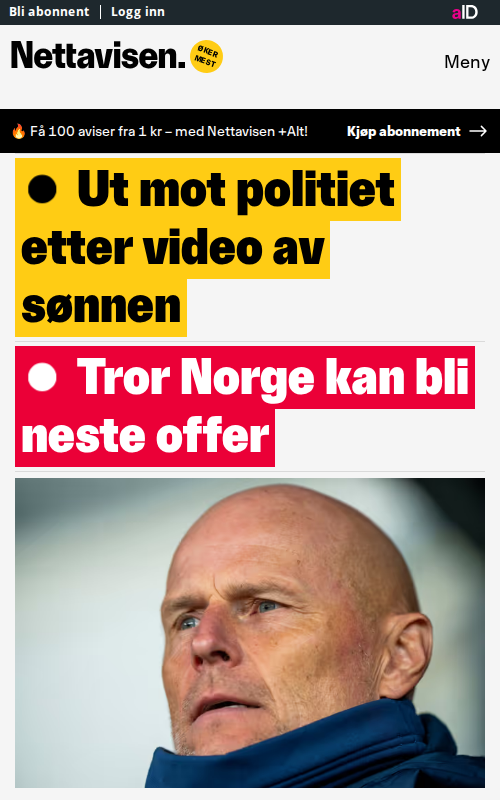 Bli abonnent | Logg inn
aID
Nettavisen.
ØKER
MEST
Meny
🔥 Få 100 aviser fra 1 kr – med Nettavisen +Alt!
Kjøp abonnement →
Ut mot politiet
etter video av
sønnen
Tror Norge kan bli
neste offer